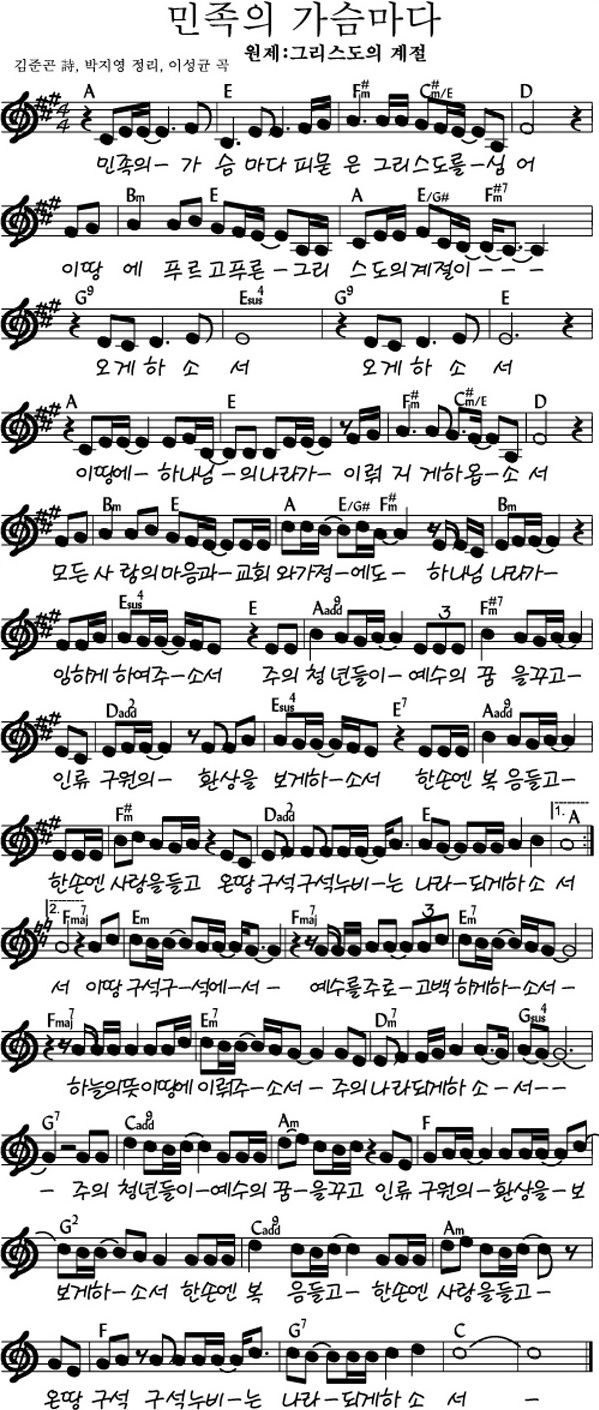 민족의 가슴마다
원제:그리스도의 계절
김준곤 詩, 박지영 정리, 이성균 곡
A E F#m C#m/E D
민족의- 가 슴 마다 피묻 은 그리스도를-심 어
Bm E A E/G# F#m7
이땅 에 푸르 고푸른 -그리 스도의계절이- - -
G9 Esus4 G9 E
오게 하 소 서 오게 하 소 서
A E F#m C#m/E D
이땅에- 하나님 -의나라가- 이뤄 지 게하옵-소 서
Bm E A E/G# F#m Bm
모든 사 랑의 마음과-교회 와가정-에도- 하나님 나라가-
Esus4 E Aadd9 F#m7
임하게 하여주-소서 주의 청 년들이-예수의 꿈 을꾸고-
3 3
Dadd2 Esus4 E7 Aadd9
인류 구원의- 환상을 보게하-소서 한손엔 복 음들고-
F#m Dadd2 E 1. A
한손엔 사랑을들고 온땅 구석구석누비-는 나라-되게하 소 서
2. Fmaj7 Em Fmaj7 3 Em7
서 이땅 구석구-석에-서- 예수를주로-고백 하게하-소서-
Fmaj7 Em7 Dm7 Gsus4
하늘의뜻이땅에 이뤄주-소서 -주의 나라되게하 소-서--
G7 Cadd9 Am F
- 주의 청년들이-예수의 꿈-을꾸고 인류 구원의-환상을-보
G2 Cadd9 Am
보게하-소서 한손엔 복 음들고- 한손엔 사랑을들고-
F G7 C
온땅 구석 구석누비-는 나라-되게하 소 서 -